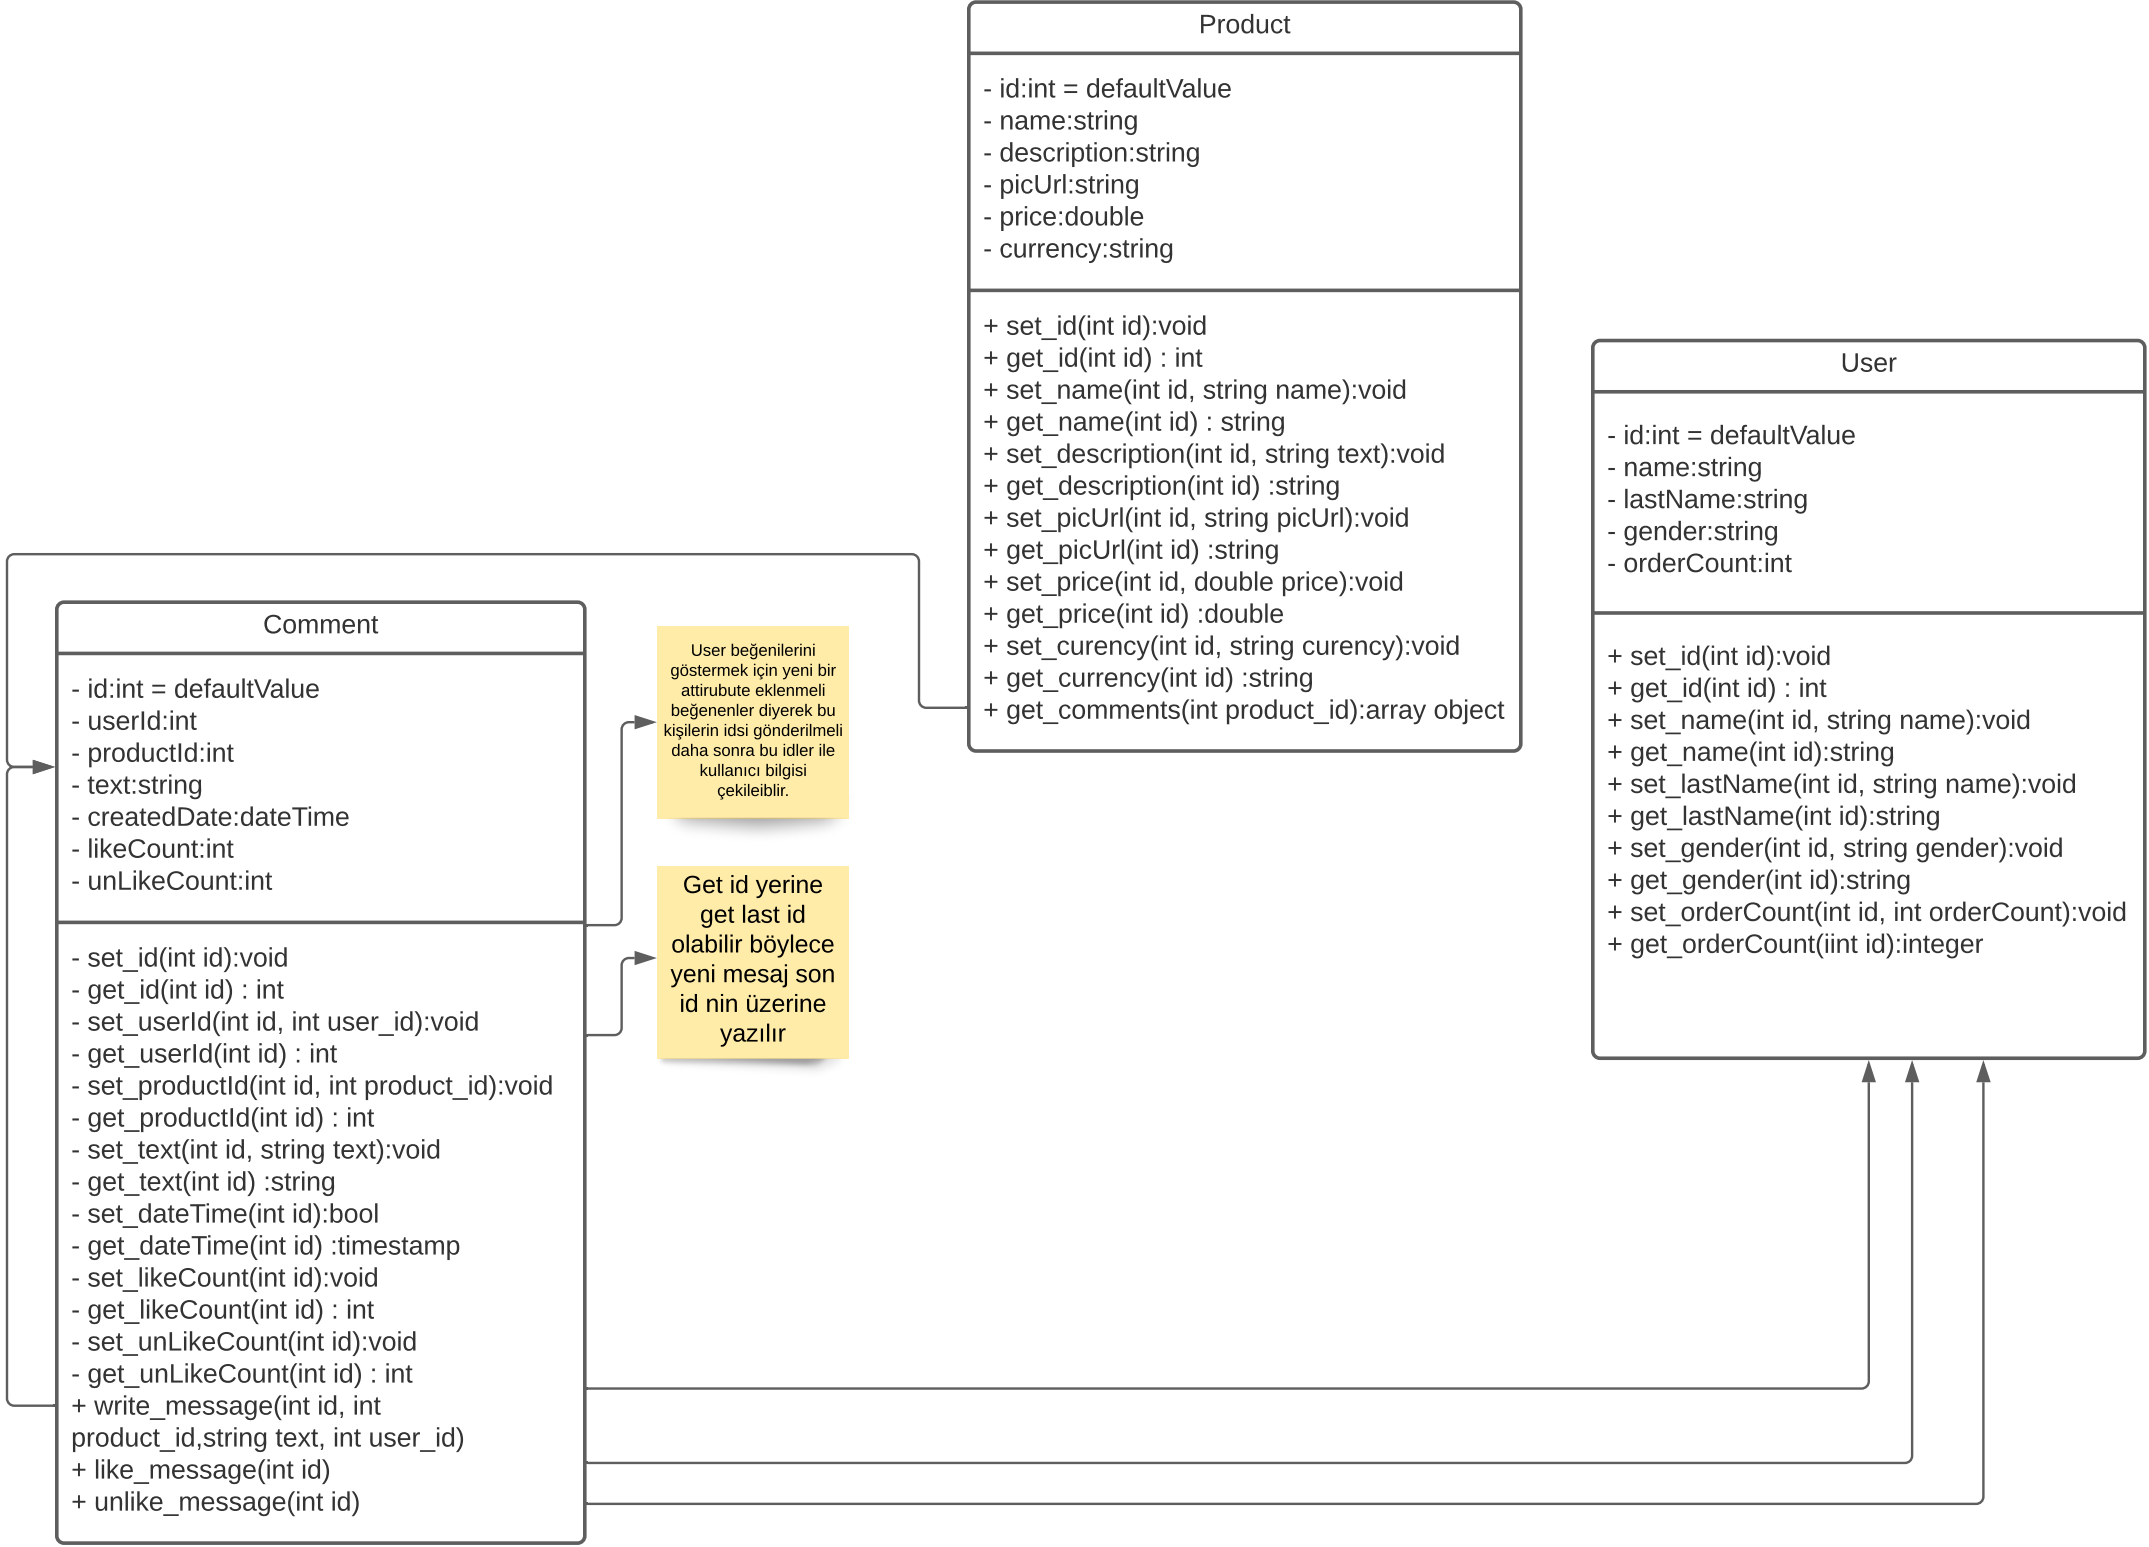 Product
- id:int = defaultValue
- name:string
- description:string
- picUrl:string
- price:double
- currency:string
+ set_id(int id):void
+ get_id(int id) : int
+ set_name(int id, string name):void
+ get_name(int id) : string
+ set_description(int id, string text):void
+ get_description(int id) :string
+ set_picUrl(int id, string picUrl):void
+ get_picUrl(int id) :string
+ set_price(int id, double price):void
+ get_price(int id) :double
+ set_curency(int id, string curency):void
+ get_currency(int id) :string
+ get_comments(int product_id):array object
User
- id:int = defaultValue
- name:string
- lastName:string
- gender:string
- orderCount:int
+ set_id(int id):void
+ get_id(int id) : int
+ set_name(int id, string name):void
+ get_name(int id):string
+ set_lastName(int id, string name):void
+ get_lastName(int id):string
+ set_gender(int id, string gender):void
+ get_gender(int id):string
+ set_orderCount(int id, int orderCount):void
+ get_orderCount(iint id):integer
Comment
- id:int = defaultValue
- userId:int
- productId:int
- text:string
- createdDate:dateTime
- likeCount:int
- unLikeCount:int
- set_id(int id):void
- get_id(int id) : int
- set_userId(int id, int user_id):void
- get_userId(int id) : int
- set_productId(int id, int product_id):void
- get_productId(int id) : int
- set_text(int id, string text):void
- get_text(int id) :string
- set_dateTime(int id):bool
- get_dateTime(int id) :timestamp
- set_likeCount(int id):void
- get_likeCount(int id) : int
- set_unLikeCount(int id):void
- get_unLikeCount(int id) : int
+ write_message(int id, int
product_id,string text, int user_id)
+ like_message(int id)
+ unlike_message(int id)
User beğenilerini
göstermek için yeni bir
attirubute eklenmeli
beğenenler diyerek bu
kişilerin idsi gönderilmeli
daha sonra bu idler ile
kullanıcı bilgisi
çekileiblir.
Get id yerine
get last id
olabilir böylece
yeni mesaj son
id nin üzerine
yazılır